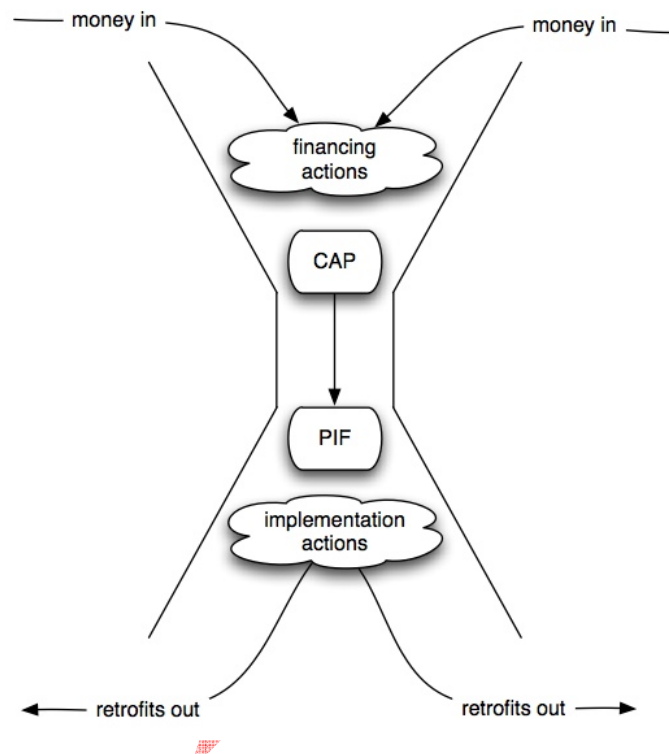 money in
money in
financing
actions
CAP
PIF
implementation
actions
retrofits out
retrofits out